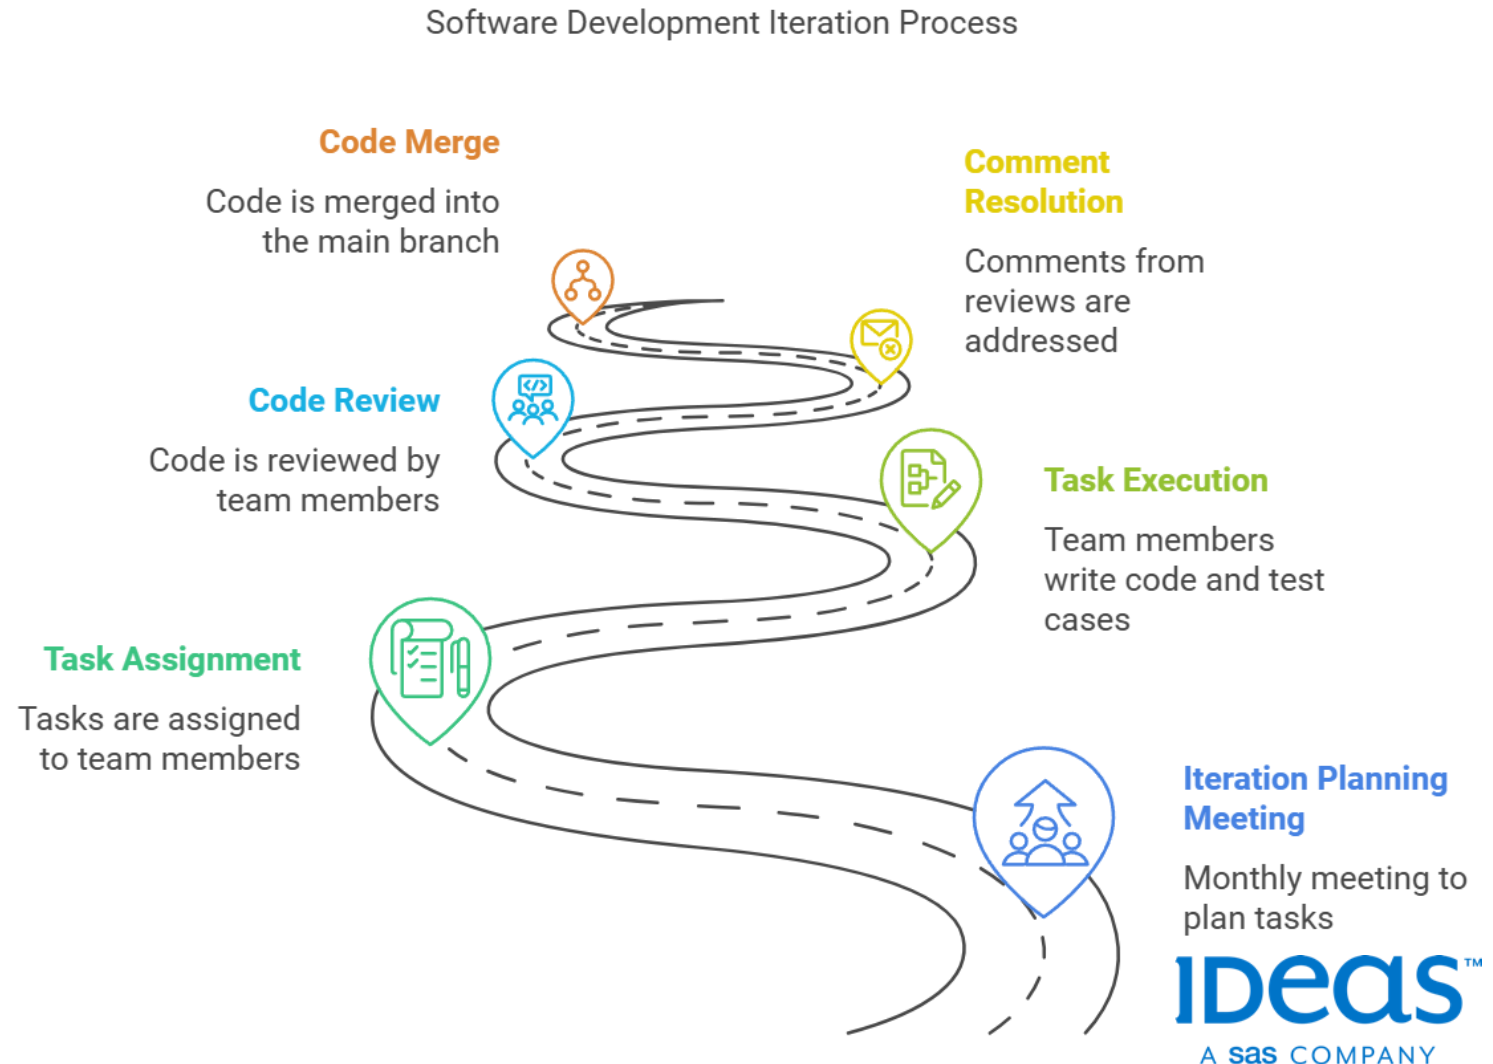 Software Development Iteration Process
Code Merge
Code is merged into
the main branch
Comment
Resolution
Comments from
reviews are
addressed
</>
Code Review
Code is reviewed by
team members
Task Execution
Team members
write code and test
cases
Task Assignment
Tasks are assigned
to team members
Iteration Planning
Meeting
Monthly meeting to
plan tasks
IDeaS™
A sas COMPANY